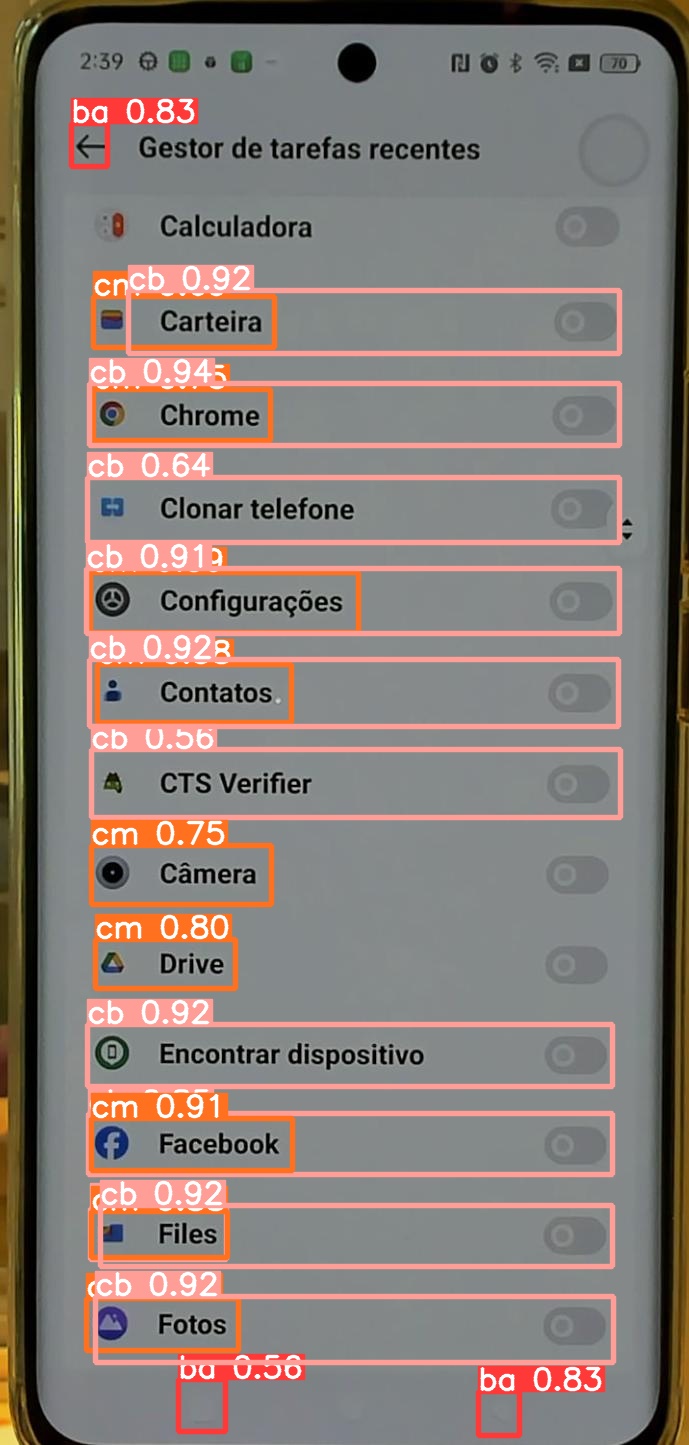 2:39 70
ba 0.83
Gestor de tarefas recentes
Calculadora
cb 0.92
Carteira
cb 0.94
Chrome
cb 0.64
Clonar telefone
cb 0.91
Configurações
cb 0.92
Contatos.
cb 0.56
CTS Verifier
cm 0.75
Câmera
cm 0.80
Drive
cb 0.92
Encontrar dispositivo
cm 0.91
Facebook
cb 0.92
Files
cb 0.92
Fotos
ba 0.56
ba 0.83